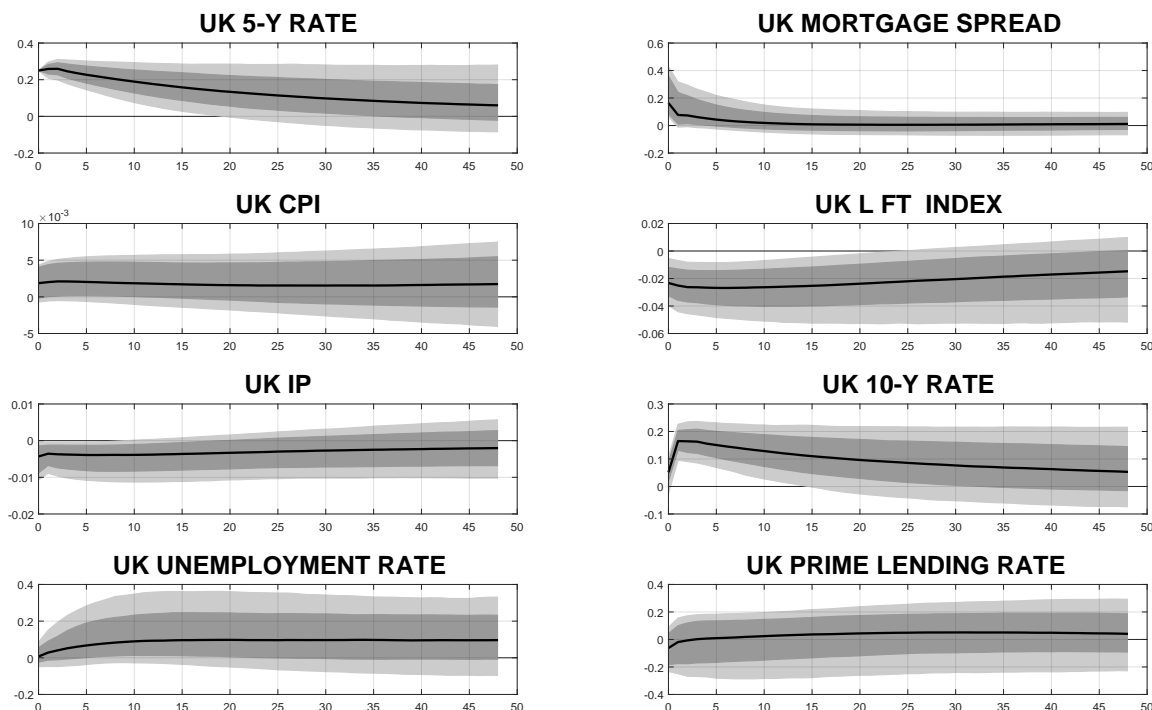 UK 5-Y RATE
0.4
0.2
0
-0.2
0 5 10 15 20 25 30 35 40 45 50
UK MORTGAGE SPREAD
0.6
0.4
0.2
0
-0.2
0 5 10 15 20 25 30 35 40 45 50
UK CPI
× 10⁻³
10
5
0
-5
0 5 10 15 20 25 30 35 40 45 50
UK L FT INDEX
0.02
0
-0.02
-0.04
-0.06
0 5 10 15 20 25 30 35 40 45 50
UK IP
0.01
0
-0.01
-0.02
0 5 10 15 20 25 30 35 40 45 50
UK 10-Y RATE
0.3
0.2
0.1
0
-0.1
0 5 10 15 20 25 30 35 40 45 50
UK UNEMPLOYMENT RATE
0.4
0.2
0
-0.2
0 5 10 15 20 25 30 35 40 45 50
UK PRIME LENDING RATE
0.4
0.2
0
-0.2
-0.4
0 5 10 15 20 25 30 35 40 45 50